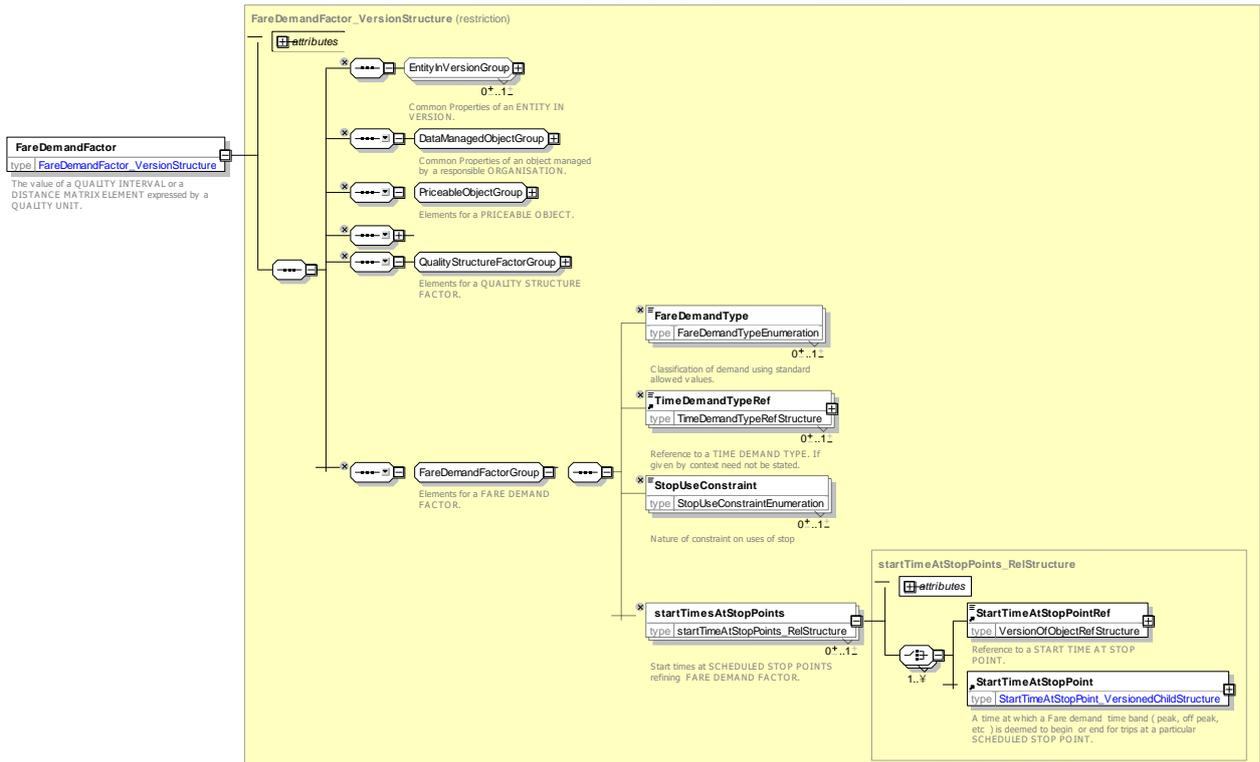 FareDemandFactor_VersionStructure (restriction)
attributes
EntityInVersionGroup
0..1
Common Properties of an ENTITY IN
VERSION.
DataManagedObjectGroup
Common Properties of an object managed
by a responsible ORGANISATION.
FareDemandFactor
type FareDemandFactor_VersionStructure
The value of a QUALITY INTERVAL or a
DISTANCE MATRIX ELEMENT expressed by a
QUALITY UNIT.
PriceableObjectGroup
Elements for a PRICEABLE OBJECT.
QualityStructureFactorGroup
Elements for a QUALITY STRUCTURE
FACTOR.
FareDemandType
type FareDemandTypeEnumeration
0..1
Classification of demand using standard
allowed values.
TimeDemandTypeRef
type TimeDemandTypeRefStructure
0..1
Reference to a TIME DEMAND TYPE. If
given by context need not be stated.
FareDemandFactorGroup
Elements for a FARE DEMAND
FACTOR.
StopUseConstraint
type StopUseConstraintEnumeration
0..1
Nature of constraint on uses of stop
startTimesAtStopPoints
type startTimeAtStopPoints_RelStructure
0..1
Start times at SCHEDULED STOP POINTS
refining FARE DEMAND FACTOR.
startTimeAtStopPoints_RelStructure
attributes
StartTimeAtStopPointRef
type VersionOfObjectRefStructure
Reference to a START TIME AT STOP
POINT.
1..¥
StartTimeAtStopPoint
type StartTimeAtStopPoint_VersionedChildStructure
A time at which a Fare demand time band ( peak, off peak,
etc ) is deemed to begin or end for trips at a particular
SCHEDULED STOP POINT.